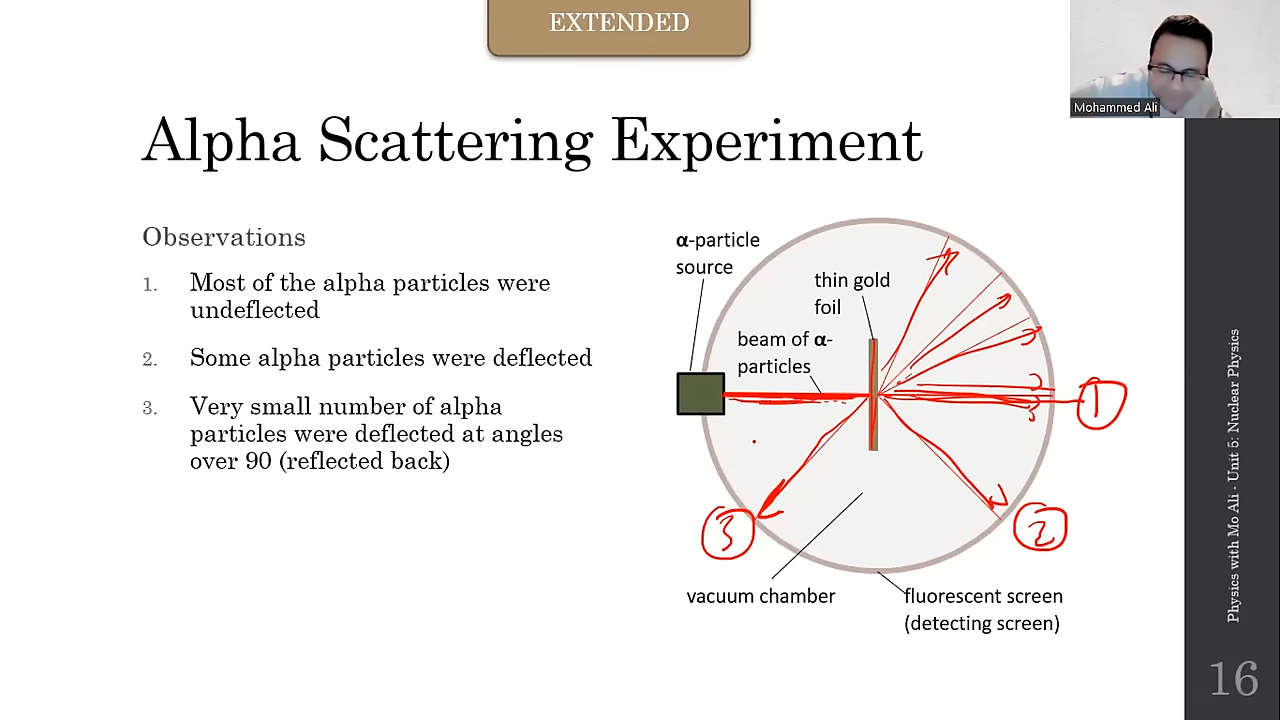 EXTENDED
Mohammed Ali
Alpha Scattering Experiment
Observations
1. Most of the alpha particles were
undeflected
2. Some alpha particles were deflected
3. Very small number of alpha
particles were deflected at angles
over 90 (reflected back)
α-particle
source
thin gold
foil
beam of α-
particles
1
2
3
vacuum chamber
fluorescent screen
(detecting screen)
Physics with Mo Ali - Unit 5: Nuclear Physics
16